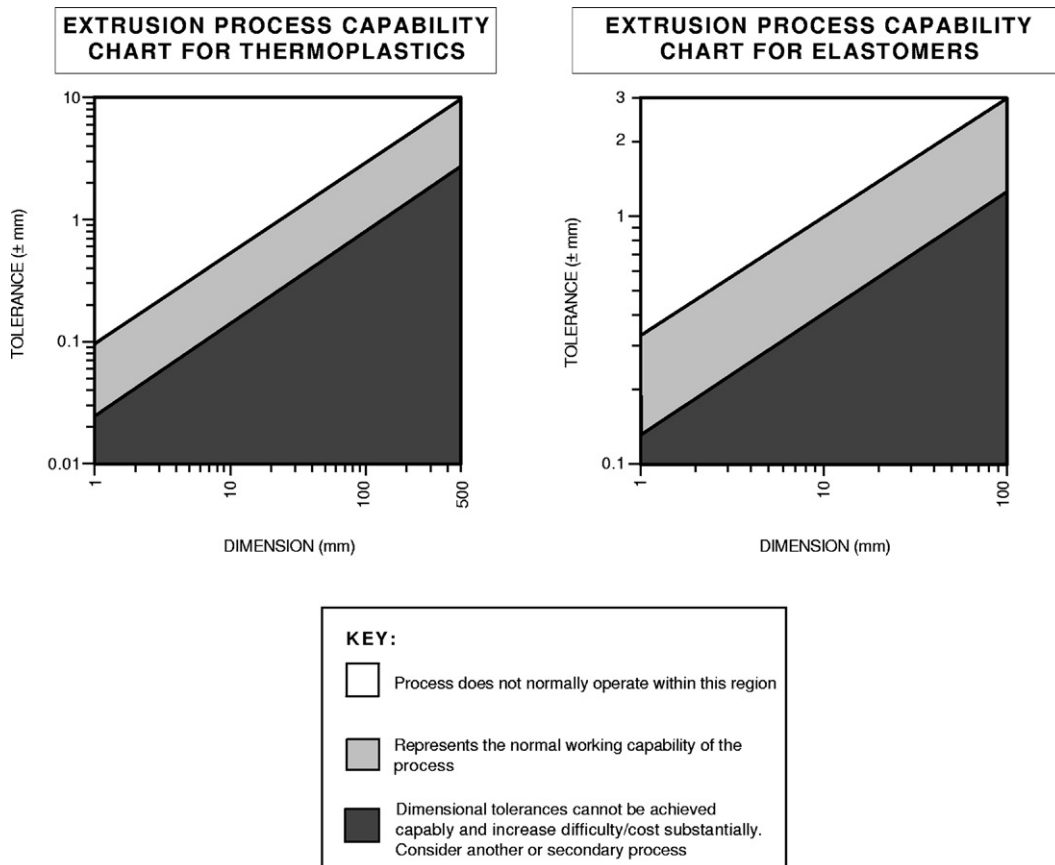 EXTRUSION PROCESS CAPABILITY
CHART FOR THERMOPLASTICS
10
1
0.1
0.01
TOLERANCE (± mm)
1
10
100
500
DIMENSION (mm)
EXTRUSION PROCESS CAPABILITY
CHART FOR ELASTOMERS
3
2
1
0.1
TOLERANCE (± mm)
1
10
100
DIMENSION (mm)
KEY:
Process does not normally operate within this region
Represents the normal working capability of the
process
Dimensional tolerances cannot be achieved
capably and increase difficulty/cost substantially.
Consider another or secondary process